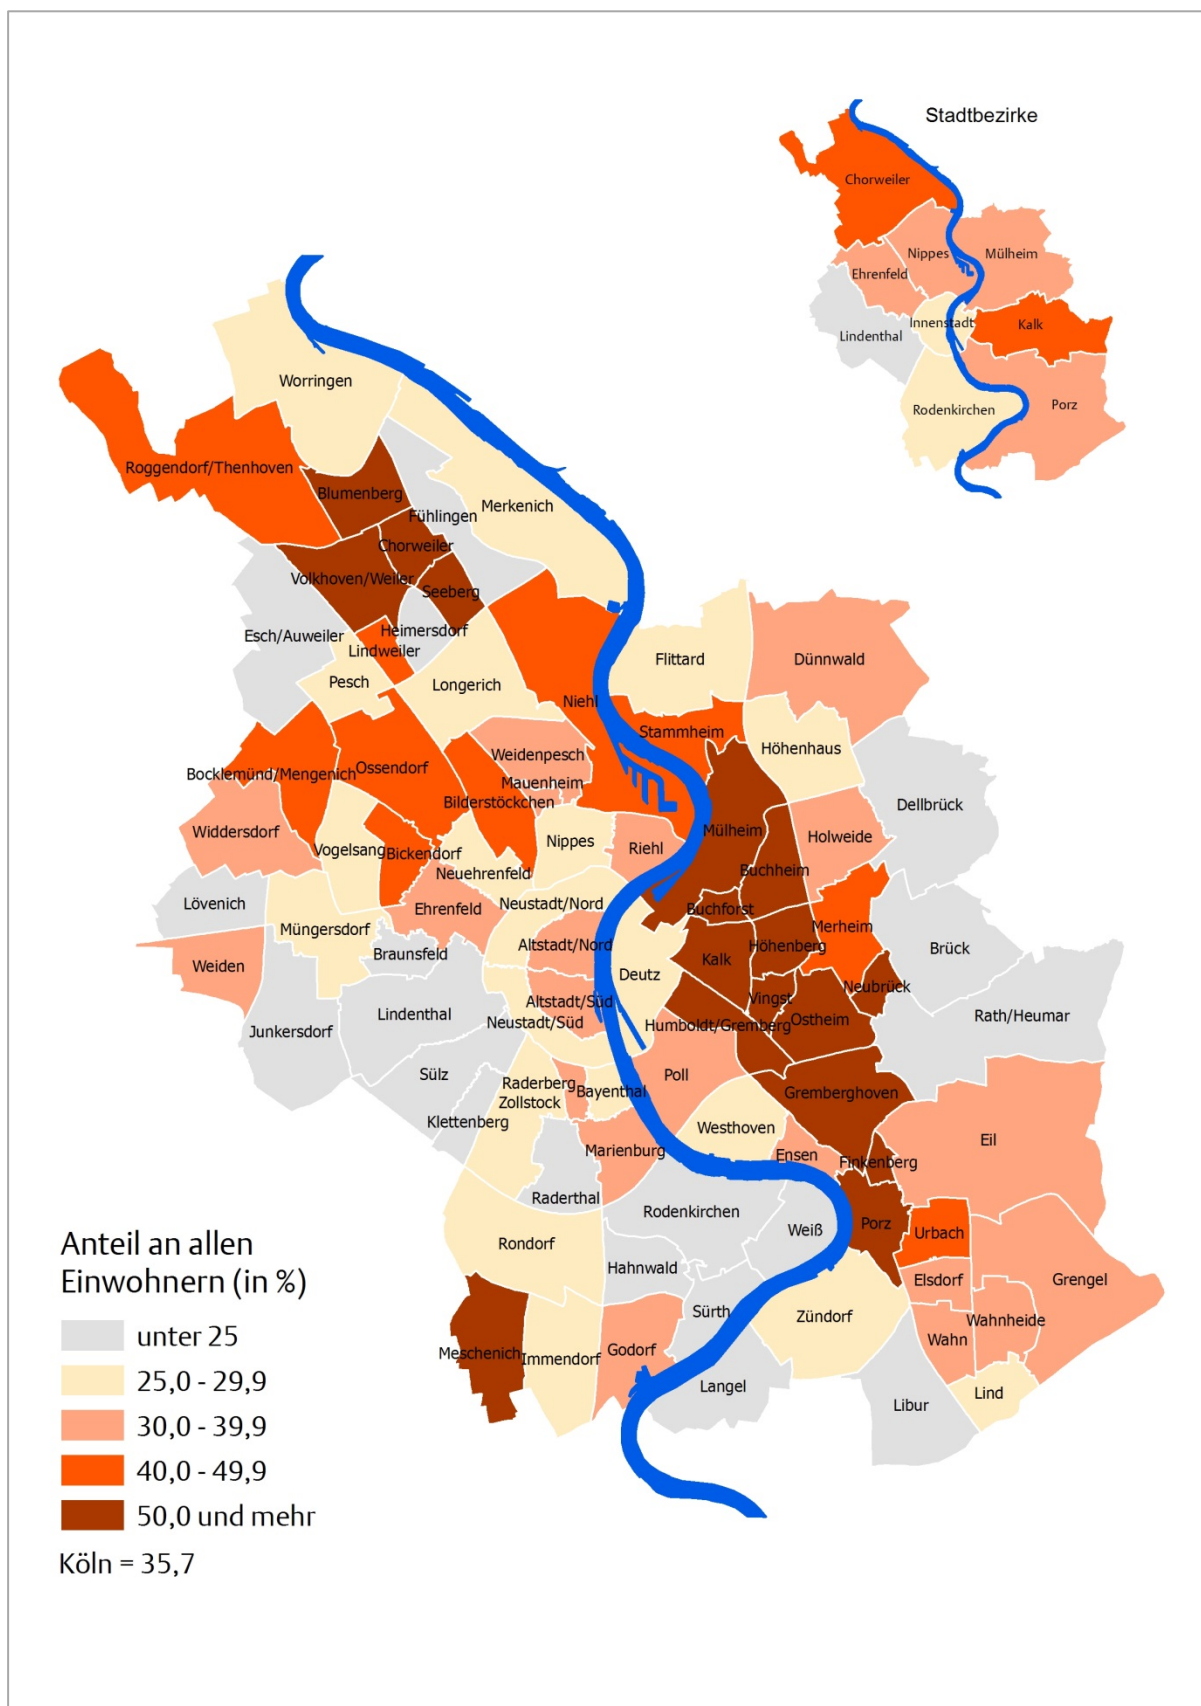 Stadtbezirke
Chorweiler
Nippes
Mülheim
Ehrenfeld
Innenstadt
Kalk
Lindenthal
Rodenkirchen
Porz
Worringen
Roggendorf/Thenhoven
Blumenberg
Merkenich
Fühlingen
Chorweiler
Volkhoven/Weiler
Seeberg
Heimersdorf
Esch/Auweiler
Lindweiler
Pesch
Longerich
Flittard
Dünnwald
Niehl
Stammheim
Höhenhaus
Weidenpesch
Ossendorf
Bocklemünd/Mengenich
Mauenheim
Bilderstöckchen
Dellbrück
Widdersdorf
Mülheim
Holweide
Nippes
Riehl
Vogelsang
Bickendorf
Neuehrenfeld
Buchheim
Lövenich
Neustadt/Nord
Ehrenfeld
Buchforst
Müngersdorf
Merheim
Altstadt/Nord
Höhenberg
Braunsfeld
Brück
Weiden
Kalk
Deutz
Neubrück
Vingst
Altstadt/Süd
Lindenthal
Rath/Heumar
Neustadt/Süd
Humboldt/Gremberg
Ostheim
Junkersdorf
Sülz
Poll
Raderberg
Bayenthal
Zollstock
Gremberghoven
Klettenberg
Westhoven
Eil
Marienburg
Ensen
Finkenberg
Raderthal
Rodenkirchen
Weiß
Porz
Urbach
Rondorf
Hahnwald
Elsdorf
Grengel
Sürth
Zündorf
Wahnheide
Wahn
Meschenich
Immendorf
Godorf
Langel
Lind
Libur
Anteil an allen
Einwohnern (in %)
unter 25
25,0 - 29,9
30,0 - 39,9
40,0 - 49,9
50,0 und mehr
Köln = 35,7